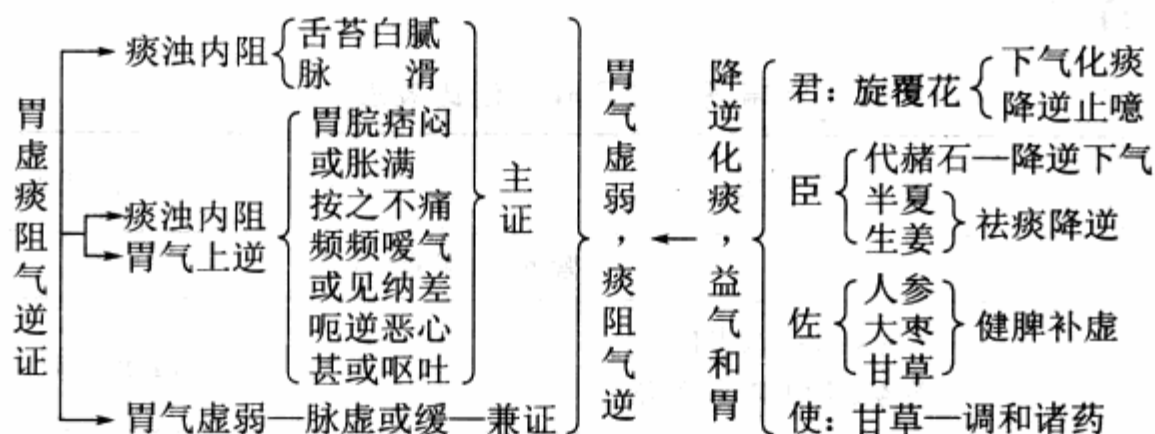 胃虚痰阻气逆证
痰浊内阻
舌苔白腻
脉 滑
痰浊内阻
胃气上逆
胃脘痞闷
或胀满
按之不痛
频频嗳气
或见纳差
呃逆恶心
甚或呕吐
主证
胃气虚弱—脉虚或缓—兼证
胃气虚弱，痰阻气逆
降逆化痰，益气和胃
君：旋覆花
下气化痰
降逆止噫
臣
代赭石—降逆下气
半夏
生姜
祛痰降逆
佐
人参
大枣
甘草
健脾补虚
使：甘草—调和诸药